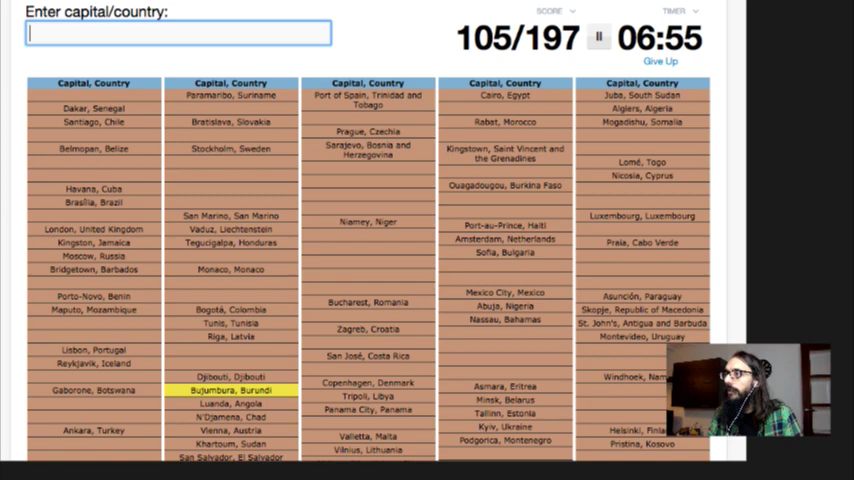 Enter capital/country:
SCORE
TIMER
105/197
06:55
Give Up
Capital, Country
Dakar, Senegal
Santiago, Chile
Belmopan, Belize
Havana, Cuba
Brasília, Brazil
London, United Kingdom
Kingston, Jamaica
Moscow, Russia
Bridgetown, Barbados
Porto-Novo, Benin
Maputo, Mozambique
Lisbon, Portugal
Reykjavik, Iceland
Gaborone, Botswana
Ankara, Turkey
Capital, Country
Paramaribo, Suriname
Bratislava, Slovakia
Stockholm, Sweden
San Marino, San Marino
Vaduz, Liechtenstein
Tegucigalpa, Honduras
Monaco, Monaco
Bogotá, Colombia
Tunis, Tunisia
Riga, Latvia
Djibouti, Djibouti
Bujumbura, Burundi
Luanda, Angola
N'Djamena, Chad
Vienna, Austria
Khartoum, Sudan
San Salvador, El Salvador
Capital, Country
Port of Spain, Trinidad and
Tobago
Prague, Czechia
Sarajevo, Bosnia and
Herzegovina
Niamey, Niger
Bucharest, Romania
Zagreb, Croatia
San José, Costa Rica
Copenhagen, Denmark
Tripoli, Libya
Panama City, Panama
Valletta, Malta
Vilnius, Lithuania
Capital, Country
Cairo, Egypt
Rabat, Morocco
Kingstown, Saint Vincent and
the Grenadines
Ouagadougou, Burkina Faso
Port-au-Prince, Haiti
Amsterdam, Netherlands
Sofia, Bulgaria
Mexico City, Mexico
Abuja, Nigeria
Nassau, Bahamas
Asmara, Eritrea
Minsk, Belarus
Tallinn, Estonia
Kyiv, Ukraine
Podgorica, Montenegro
Capital, Country
Juba, South Sudan
Algiers, Algeria
Mogadishu, Somalia
Lomé, Togo
Nicosia, Cyprus
Luxembourg, Luxembourg
Praia, Cabo Verde
Asunción, Paraguay
Skopje, Republic of Macedonia
St. John's, Antigua and Barbuda
Montevideo, Uruguay
Windhoek, Nam
Helsinki, Finla
Pristina, Kosovo